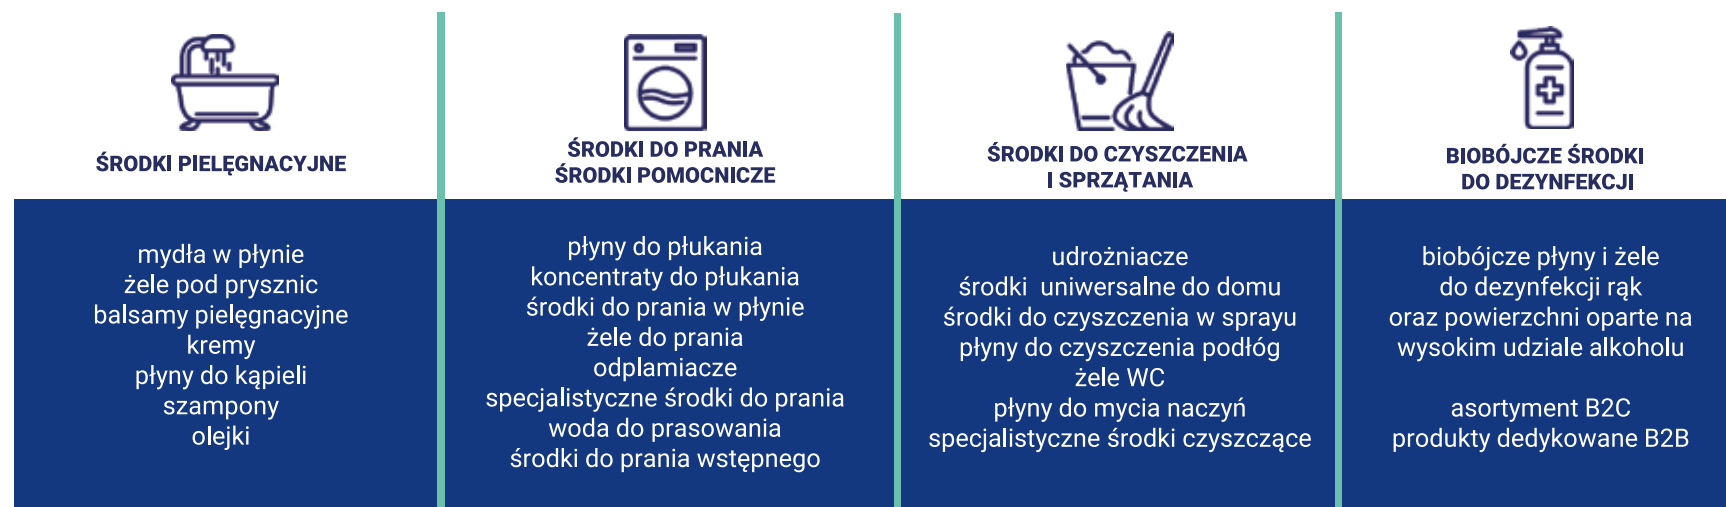 ŚRODKI PIELĘGNACYJNE
mydła w płynie
żele pod prysznic
balsamy pielęgnacyjne
kremy
płyny do kąpieli
szampony
olejki
ŚRODKI DO PRANIA
ŚRODKI POMOCNICZE
płyny do płukania
koncentraty do płukania
środki do prania w płynie
żele do prania
odplamiacze
specjalistyczne środki do prania
woda do prasowania
środki do prania wstępnego
ŚRODKI DO CZYSZCZENIA
I SPRZĄTANIA
udrożniacze
środki  uniwersalne do domu
środki do czyszczenia w sprayu
płyny do czyszczenia podłóg
żele WC
płyny do mycia naczyń
specjalistyczne środki czyszczące
BIOBÓJCZE ŚRODKI
DO DEZYNFEKCJI
biobójcze płyny i żele
do dezynfekcji rąk
oraz powierzchni oparte na
wysokim udziale alkoholu
asortyment B2C
produkty dedykowane B2B